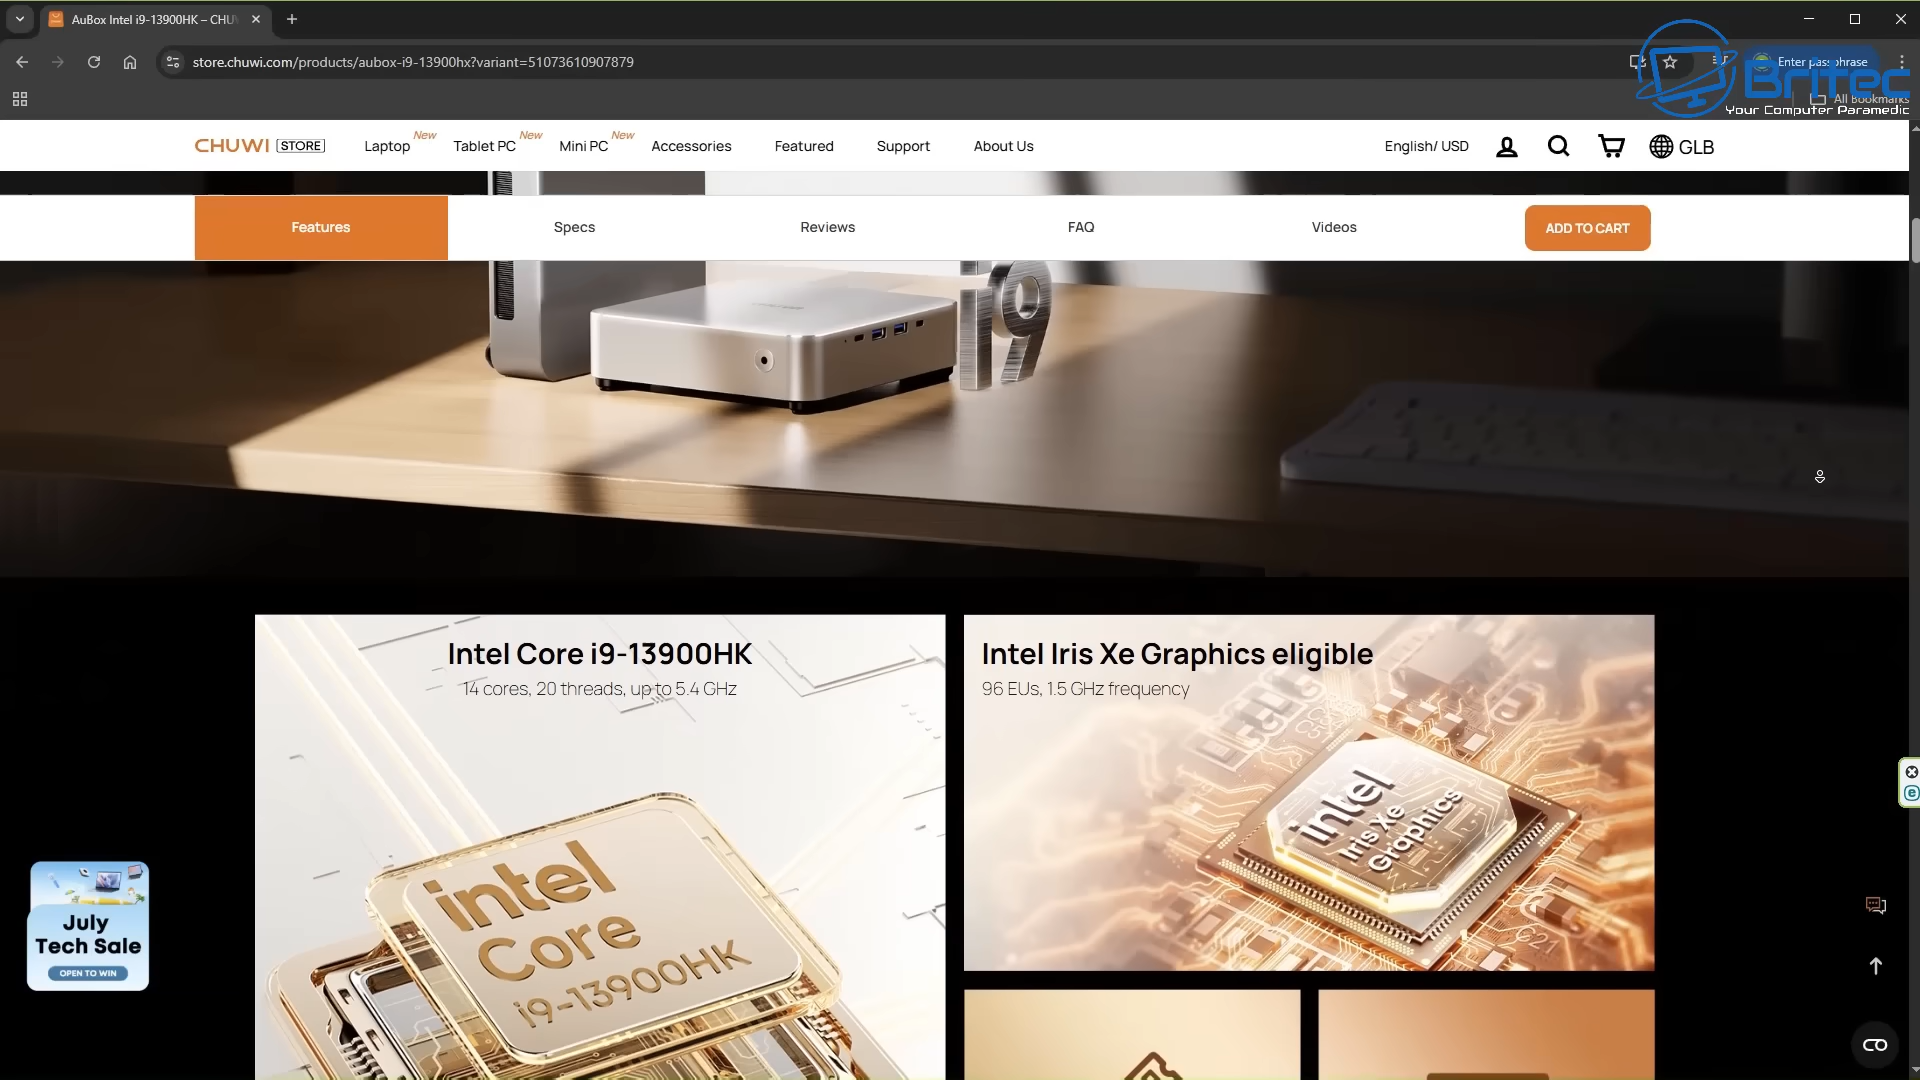 AuBox Intel i9-13900HK – CHU
store.chuwi.com/products/aubox-i9-13900hx?variant=51073610907879
Enter passphrase
All Bookmarks
Britec
Your Computer Paramedic
CHUWI STORE
Laptop New
Tablet PC New
Mini PC New
Accessories
Featured
Support
About Us
English/ USD
GLB
Features
Specs
Reviews
FAQ
Videos
ADD TO CART
i9
Intel Core i9-13900HK
14 cores, 20 threads, up to 5.4 GHz
intel
Core
i9-13900HK
Intel Iris Xe Graphics eligible
96 EUs, 1.5 GHz frequency
intel
Iris Xe
Graphics
July
Tech Sale
OPEN TO WIN